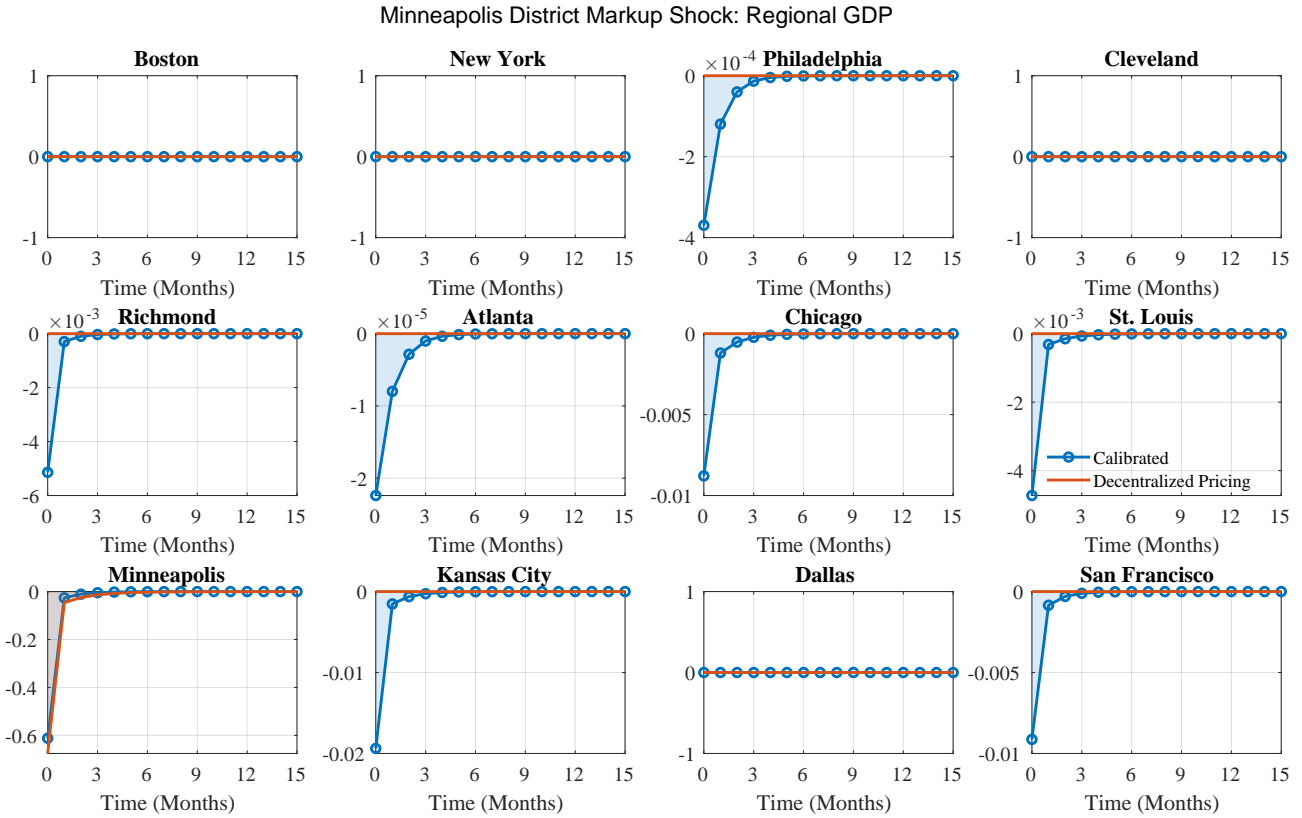 Minneapolis District Markup Shock: Regional GDP
Boston
1
0
-1
0 3 6 9 12 15
Time (Months)
New York
1
0
-1
0 3 6 9 12 15
Time (Months)
×10-4 Philadelphia
0
-2
-4
0 3 6 9 12 15
Time (Months)
Cleveland
1
0
-1
0 3 6 9 12 15
Time (Months)
×10-3 Richmond
0
-2
-4
-6
0 3 6 9 12 15
Time (Months)
×10-5 Atlanta
0
-1
-2
0 3 6 9 12 15
Time (Months)
Chicago
0
-0.005
-0.01
0 3 6 9 12 15
Time (Months)
×10-3 St. Louis
0
-2
-4
Calibrated
Decentralized Pricing
0 3 6 9 12 15
Time (Months)
Minneapolis
0
-0.2
-0.4
-0.6
0 3 6 9 12 15
Time (Months)
Kansas City
0
-0.01
-0.02
0 3 6 9 12 15
Time (Months)
Dallas
1
0
-1
0 3 6 9 12 15
Time (Months)
San Francisco
0
-0.005
-0.01
0 3 6 9 12 15
Time (Months)